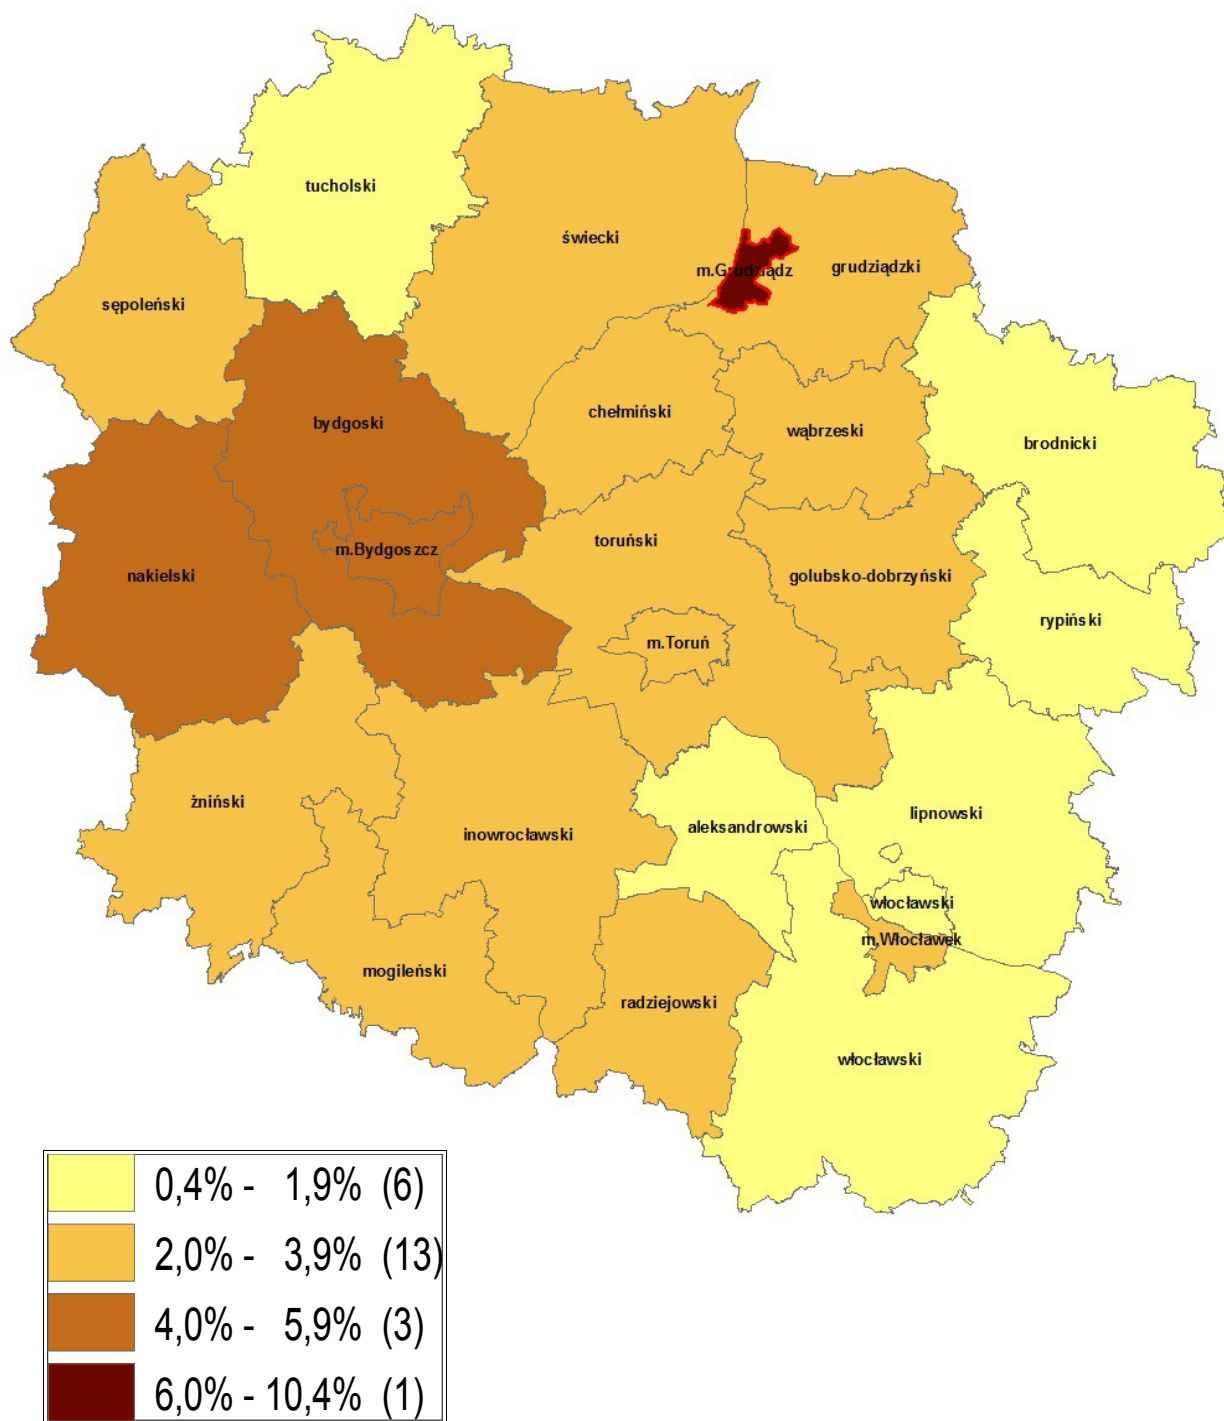 tucholski
świecki
m.Grudziądz
grudziądzki
sępoleński
chełmiński
bydgoski
wąbrzeski
brodnicki
m.Bydgoszcz
toruński
nakielski
golubsko-dobrzyński
rypiński
m.Toruń
żniński
inowrocławski
aleksandrowski
lipnowski
włocławski
m.Włocławek
mogileński
radziejowski
włocławski
0,4% - 1,9% (6)
2,0% - 3,9% (13)
4,0% - 5,9% (3)
6,0% - 10,4% (1)